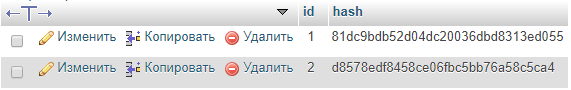 ←T→ id hash
Изменить Копировать Удалить 1 81dc9bdb52d04dc20036dbd8313ed055
Изменить Копировать Удалить 2 d8578edf8458ce06fbc5bb76a58c5ca4